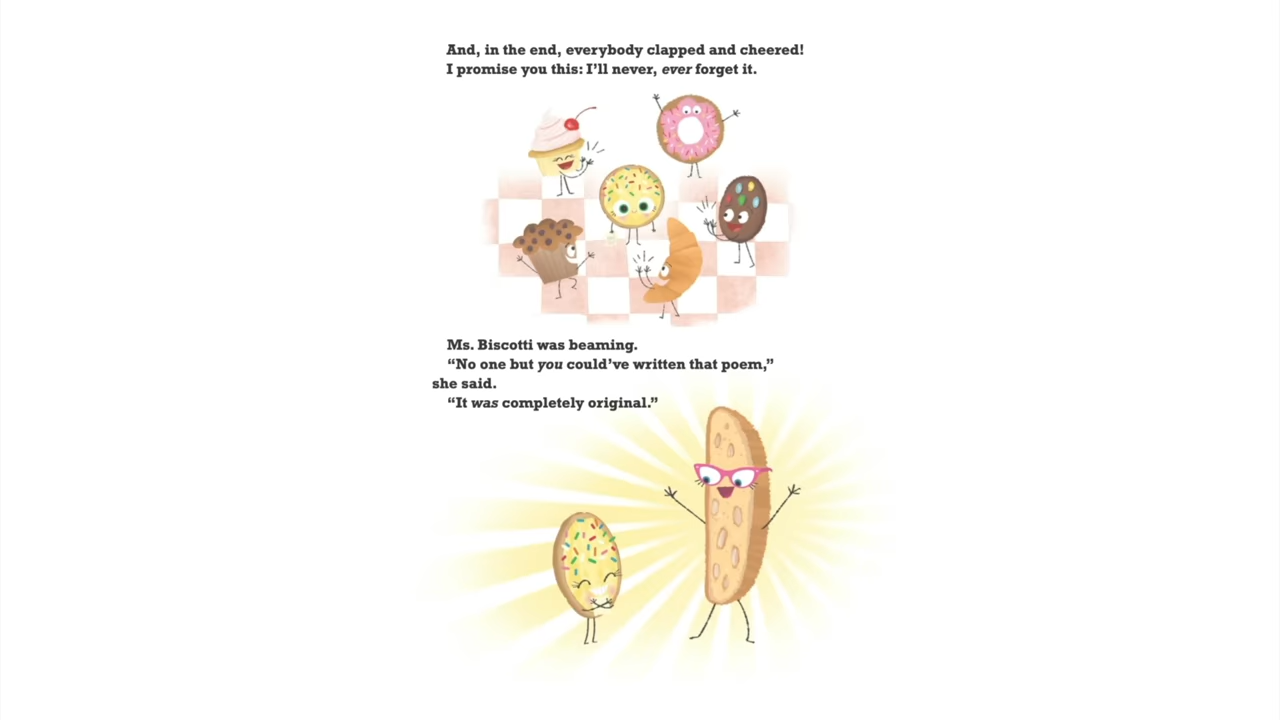 And, in the end, everybody clapped and cheered!
I promise you this: I’ll never, ever forget it.
Ms. Biscotti was beaming.
“No one but you could’ve written that poem,”
she said.
“It was completely original.”